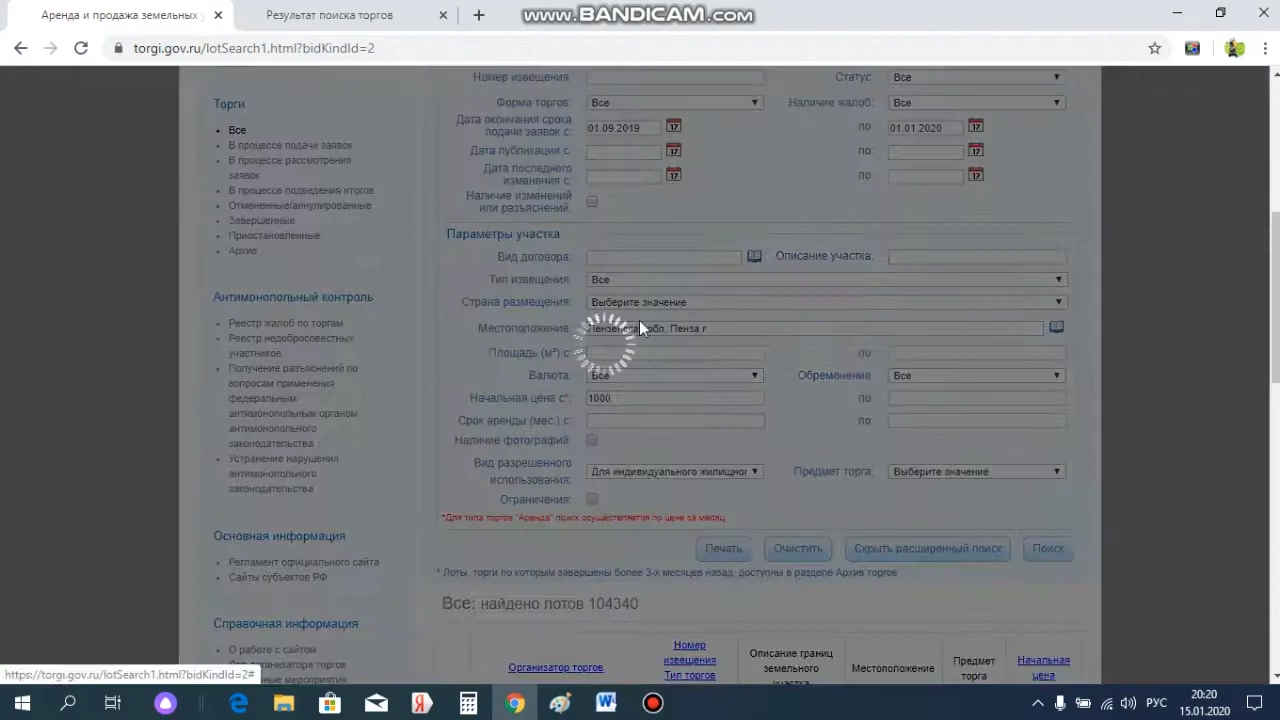 Аренда и продажа земельных у
Результат поиска торгов
www.BANDICAM.com
torgi.gov.ru/lotSearch1.html?bidKindId=2
Торги
Все
В процессе подачи заявок
В процессе рассмотрения
заявок
В процессе подведения итогов
Отмененные/аннулированные
Завершенные
Приостановленные
Архив
Антимонопольный контроль
Реестр жалоб по торгам
Реестр недобросовестных
участников
Получение разъяснений по
вопросам применения
федеральным
антимонопольным органом
антимонопольного
законодательства
Устранение нарушения
антимонопольного
законодательства
Основная информация
Регламент официального сайта
Сайты субъектов РФ
Справочная информация
О работе с сайтом
Номер извещения:
Статус: Все
Форма торгов: Все
Наличие жалоб: Все
Дата окончания срока
подачи заявок с: 01.09.2019 17 по 01.01.2020 17
Дата публикации с: 17 по: 17
Дата последнего
изменения с: 17 по 17
Наличие изменений
или разъяснений:
Параметры участка
Вид договора:
Описание участка:
Тип извещения: Все
Страна размещения: Выберите значение
Местоположение: обл, Пенза г
Площадь (м²) с: по
Валюта: Все
Обременение Все
Начальная цена с*: 1000 по
Срок аренды (мес.) с: по
Наличие фотографий:
Вид разрешенного
использования: Для индивидуального жилищног
Предмет торга: Выберите значение
Ограничения:
*Для типа торгов "Аренда" поиск осуществляется по цене за месяц
Печать Очистить Скрыть расширенный поиск Поиск
* Лоты, торги по которым завершены более 3-х месяцев назад, доступны в разделе Архив торгов
Все: найдено лотов 104340
Организатор торгов
Номер
извещения
Тип торгов
Описание границ
земельного
участка
Местоположение
Предмет
торга
Начальная
цена
https://torgi.gov.ru/lotSearch1.html?bidKindId=2#
РУС
20:20
15.01.2020